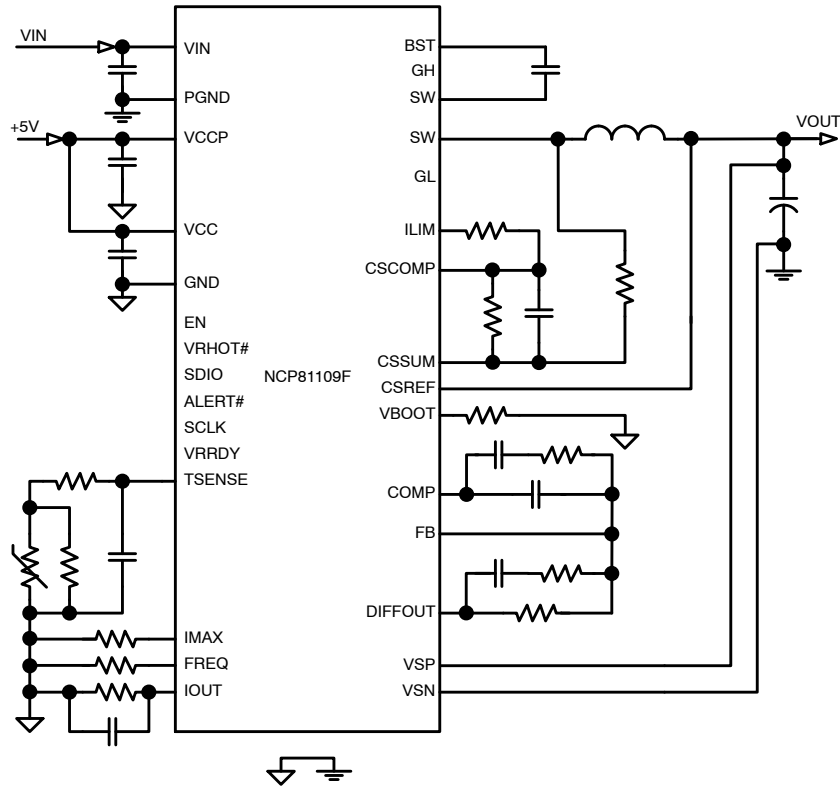 VIN
+5V
VIN
PGND
VCCP
VCC
GND
EN
VRHOT#
SDIO
ALERT#
SCLK
VRRDY
TSENSE
IMAX
FREQ
IOUT
NCP81109F
BST
GH
SW
SW
GL
ILIM
CSCOMP
CSSUM
CSREF
VBOOT
COMP
FB
DIFFOUT
VSP
VSN
VOUT